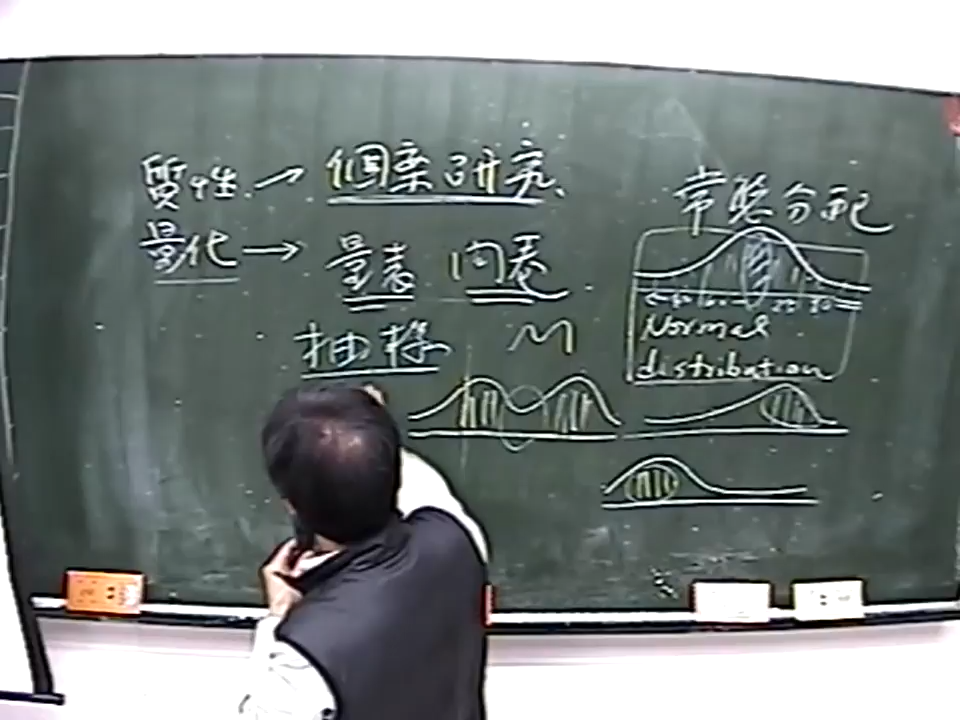 質性 → 個案研究
量化 → 量表 問卷
抽樣 M
常態分配
Normal
distribution